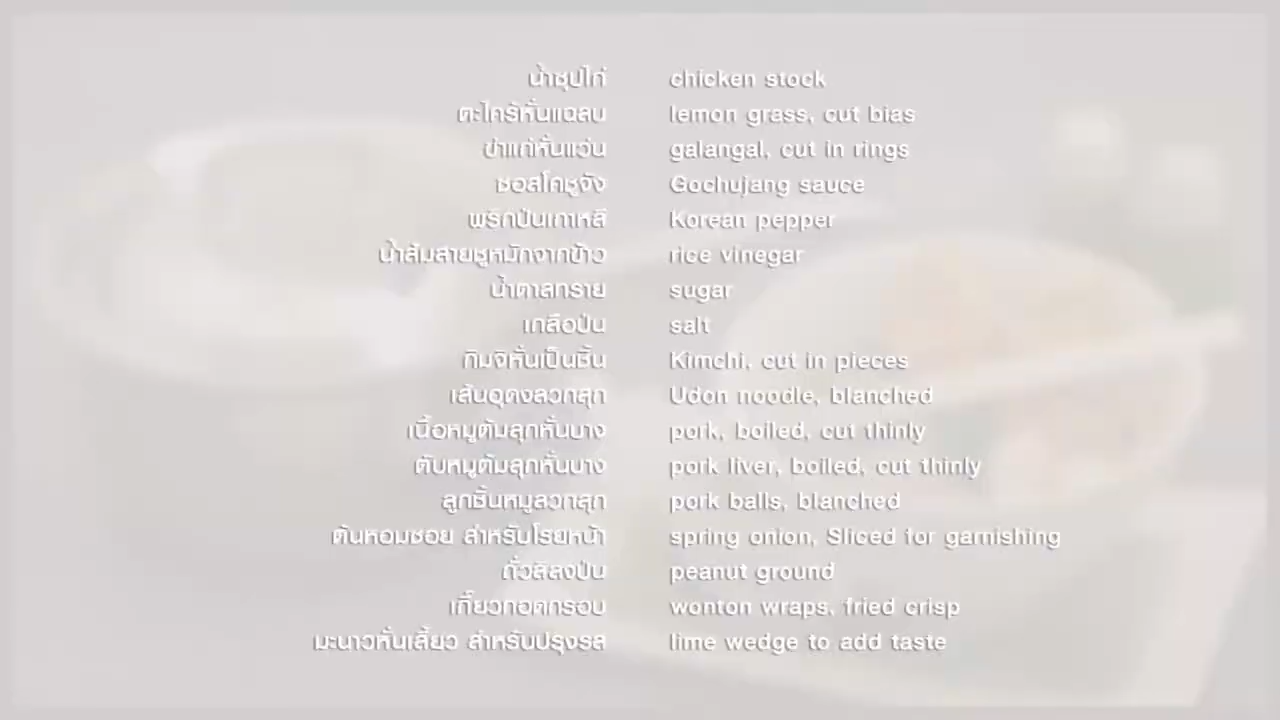 น้ำซุปไก่ chicken stock
ตะไคร้หั่นแฉลบ lemon grass, cut bias
ข่าแก่หั่นแว่น galangal, cut in rings
ซอสโคชูจัง Gochujang sauce
พริกป่นเกาหลี Korean pepper
น้ำส้มสายชูหมักจากข้าว rice vinegar
น้ำตาลทราย sugar
เกลือป่น salt
กิมจิหั่นเป็นชิ้น Kimchi, cut in pieces
เส้นอุดงลวกสุก Udon noodle, blanched
เนื้อหมูต้มสุกหั่นบาง pork, boiled, cut thinly
ตับหมูต้มสุกหั่นบาง pork liver, boiled, cut thinly
ลูกชิ้นหมูลวกสุก pork balls, blanched
ต้นหอมซอย สำหรับโรยหน้า spring onion, Sliced for garnishing
ถั่วลิสงป่น peanut ground
เกี๊ยวทอดกรอบ wonton wraps, fried crisp
มะนาวหั่นเสี้ยว สำหรับปรุงรส lime wedge to add taste